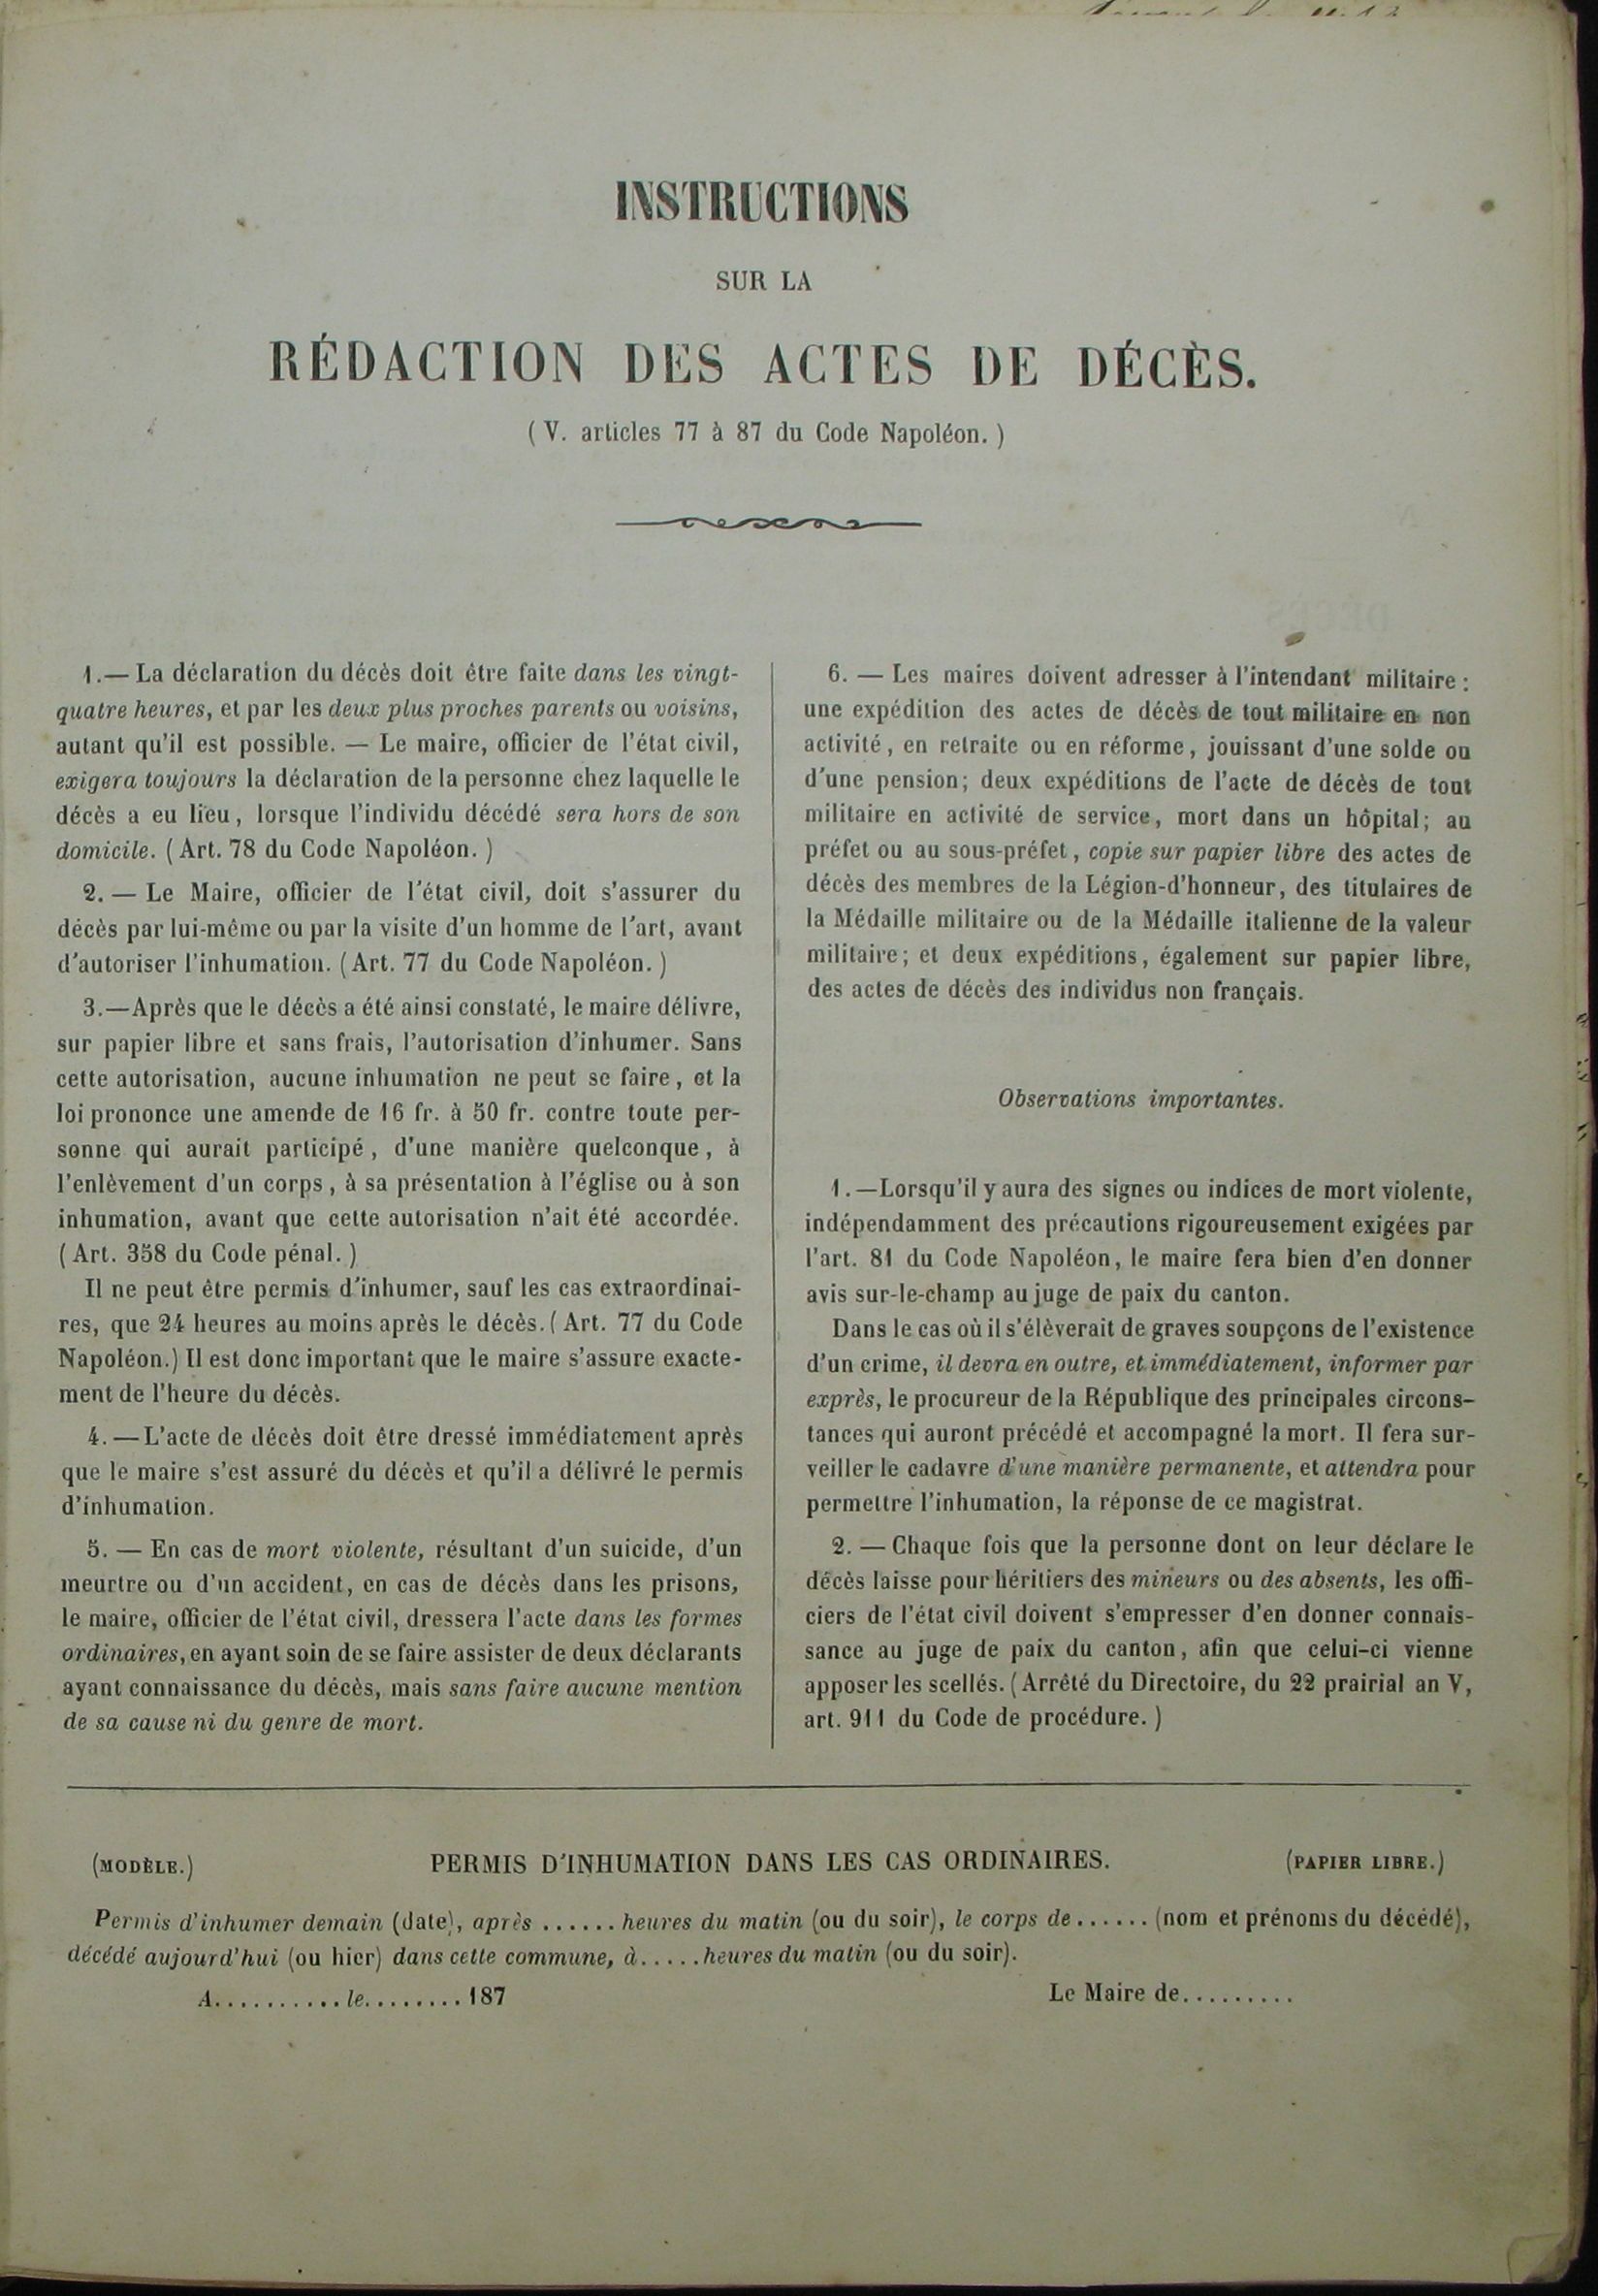 INSTRUCTIONS
SUR LA
RÉDACTION DES ACTES DE DÉCÈS.
( V. articles 77 à 87 du Code Napoléon. )
1.— La déclaration du décès doit être faite dans les vingt-
quatre heures, et par les deux plus proches parents ou voisins,
autant qu'il est possible. — Le maire, officier de l'état civil,
exigera toujours la déclaration de la personne chez laquelle le
décès a eu lieu, lorsque l'individu décédé sera hors de son
domicile. ( Art. 78 du Code Napoléon. )
2. — Le Maire, officier de l'état civil, doit s'assurer du
décès par lui-même ou par la visite d'un homme de l'art, avant
d'autoriser l'inhumation. ( Art. 77 du Code Napoléon. )
3.—Après que le décès a été ainsi constaté, le maire délivre,
sur papier libre et sans frais, l'autorisation d'inhumer. Sans
cette autorisation, aucune inhumation ne peut se faire, et la
loi prononce une amende de 16 fr. à 50 fr. contre toute per-
sonne qui aurait participé, d'une manière quelconque, à
l'enlèvement d'un corps, à sa présentation à l'église ou à son
inhumation, avant que cette autorisation n'ait été accordée.
( Art. 358 du Code pénal. )
Il ne peut être permis d'inhumer, sauf les cas extraordinai-
res, que 24 heures au moins après le décès. ( Art. 77 du Code
Napoléon.) Il est donc important que le maire s'assure exacte-
ment de l'heure du décès.
4.—L'acte de décès doit être dressé immédiatement après
que le maire s'est assuré du décès et qu'il a délivré le permis
d'inhumation.
5. — En cas de mort violente, résultant d'un suicide, d'un
meurtre ou d'un accident, en cas de décès dans les prisons,
le maire, officier de l'état civil, dressera l'acte dans les formes
ordinaires, en ayant soin de se faire assister de deux déclarants
ayant connaissance du décès, mais sans faire aucune mention
de sa cause ni du genre de mort.
6. — Les maires doivent adresser à l'intendant militaire :
une expédition des actes de décès de tout militaire en non
activité, en retraite ou en réforme, jouissant d'une solde ou
d'une pension; deux expéditions de l'acte de décès de tout
militaire en activité de service, mort dans un hôpital; au
préfet ou au sous-préfet, copie sur papier libre des actes de
décès des membres de la Légion-d'honneur, des titulaires de
la Médaille militaire ou de la Médaille italienne de la valeur
militaire; et deux expéditions, également sur papier libre,
des actes de décès des individus non français.
Observations importantes.
1.—Lorsqu'il y aura des signes ou indices de mort violente,
indépendamment des précautions rigoureusement exigées par
l'art. 81 du Code Napoléon, le maire fera bien d'en donner
avis sur-le-champ au juge de paix du canton.
Dans le cas où il s'élèverait de graves soupçons de l'existence
d'un crime, il devra en outre, et immédiatement, informer par
exprès, le procureur de la République des principales circons-
tances qui auront précédé et accompagné la mort. Il fera sur-
veiller le cadavre d'une manière permanente, et attendra pour
permettre l'inhumation, la réponse de ce magistrat.
2. — Chaque fois que la personne dont on leur déclare le
décès laisse pour héritiers des mineurs ou des absents, les offi-
ciers de l'état civil doivent s'empresser d'en donner connais-
sance au juge de paix du canton, afin que celui-ci vienne
apposer les scellés. ( Arrêté du Directoire, du 22 prairial an V,
art. 911 du Code de procédure. )
(MODÈLE.) PERMIS D'INHUMATION DANS LES CAS ORDINAIRES. (PAPIER LIBRE.)
Permis d'inhumer demain (date), après ...... heures du matin (ou du soir), le corps de ...... (nom et prénoms du décédé),
décédé aujourd'hui (ou hier) dans cette commune, à ..... heures du matin (ou du soir).
A........... le........ 187 Le Maire de.........